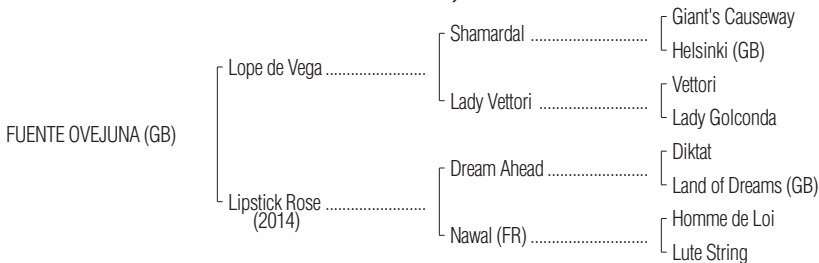 Giant's Causeway
Shamardal
Helsinki (GB)
Lope de Vega
Vettori
Lady Vettori
Lady Golconda
FUENTE OVEJUNA (GB)
Diktat
Dream Ahead
Land of Dreams (GB)
Lipstick Rose
(2014)
Homme de Loi
Nawal (FR)
Lute String